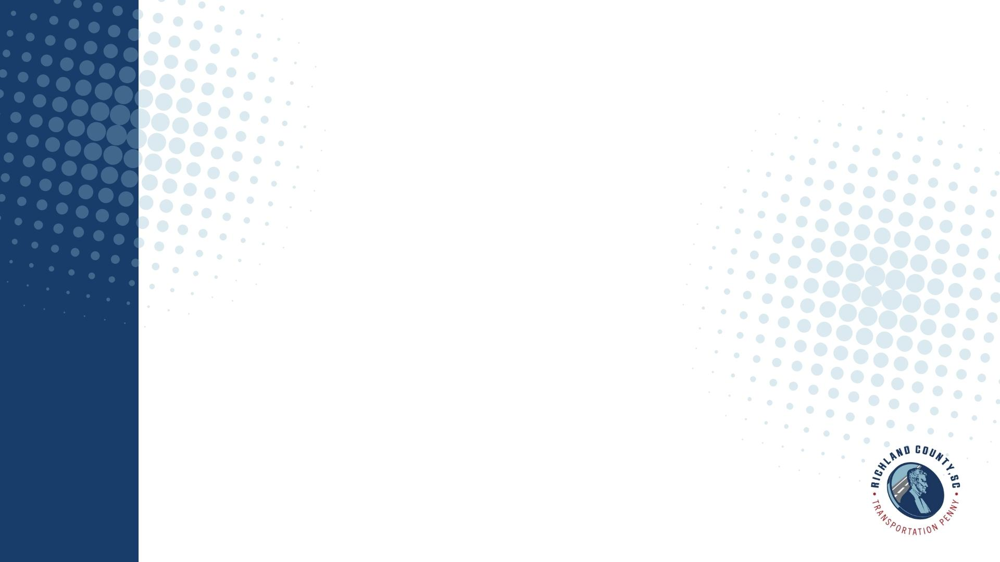 RICHLAND COUNTY, SC
• TRANSPORTATION PENNY •